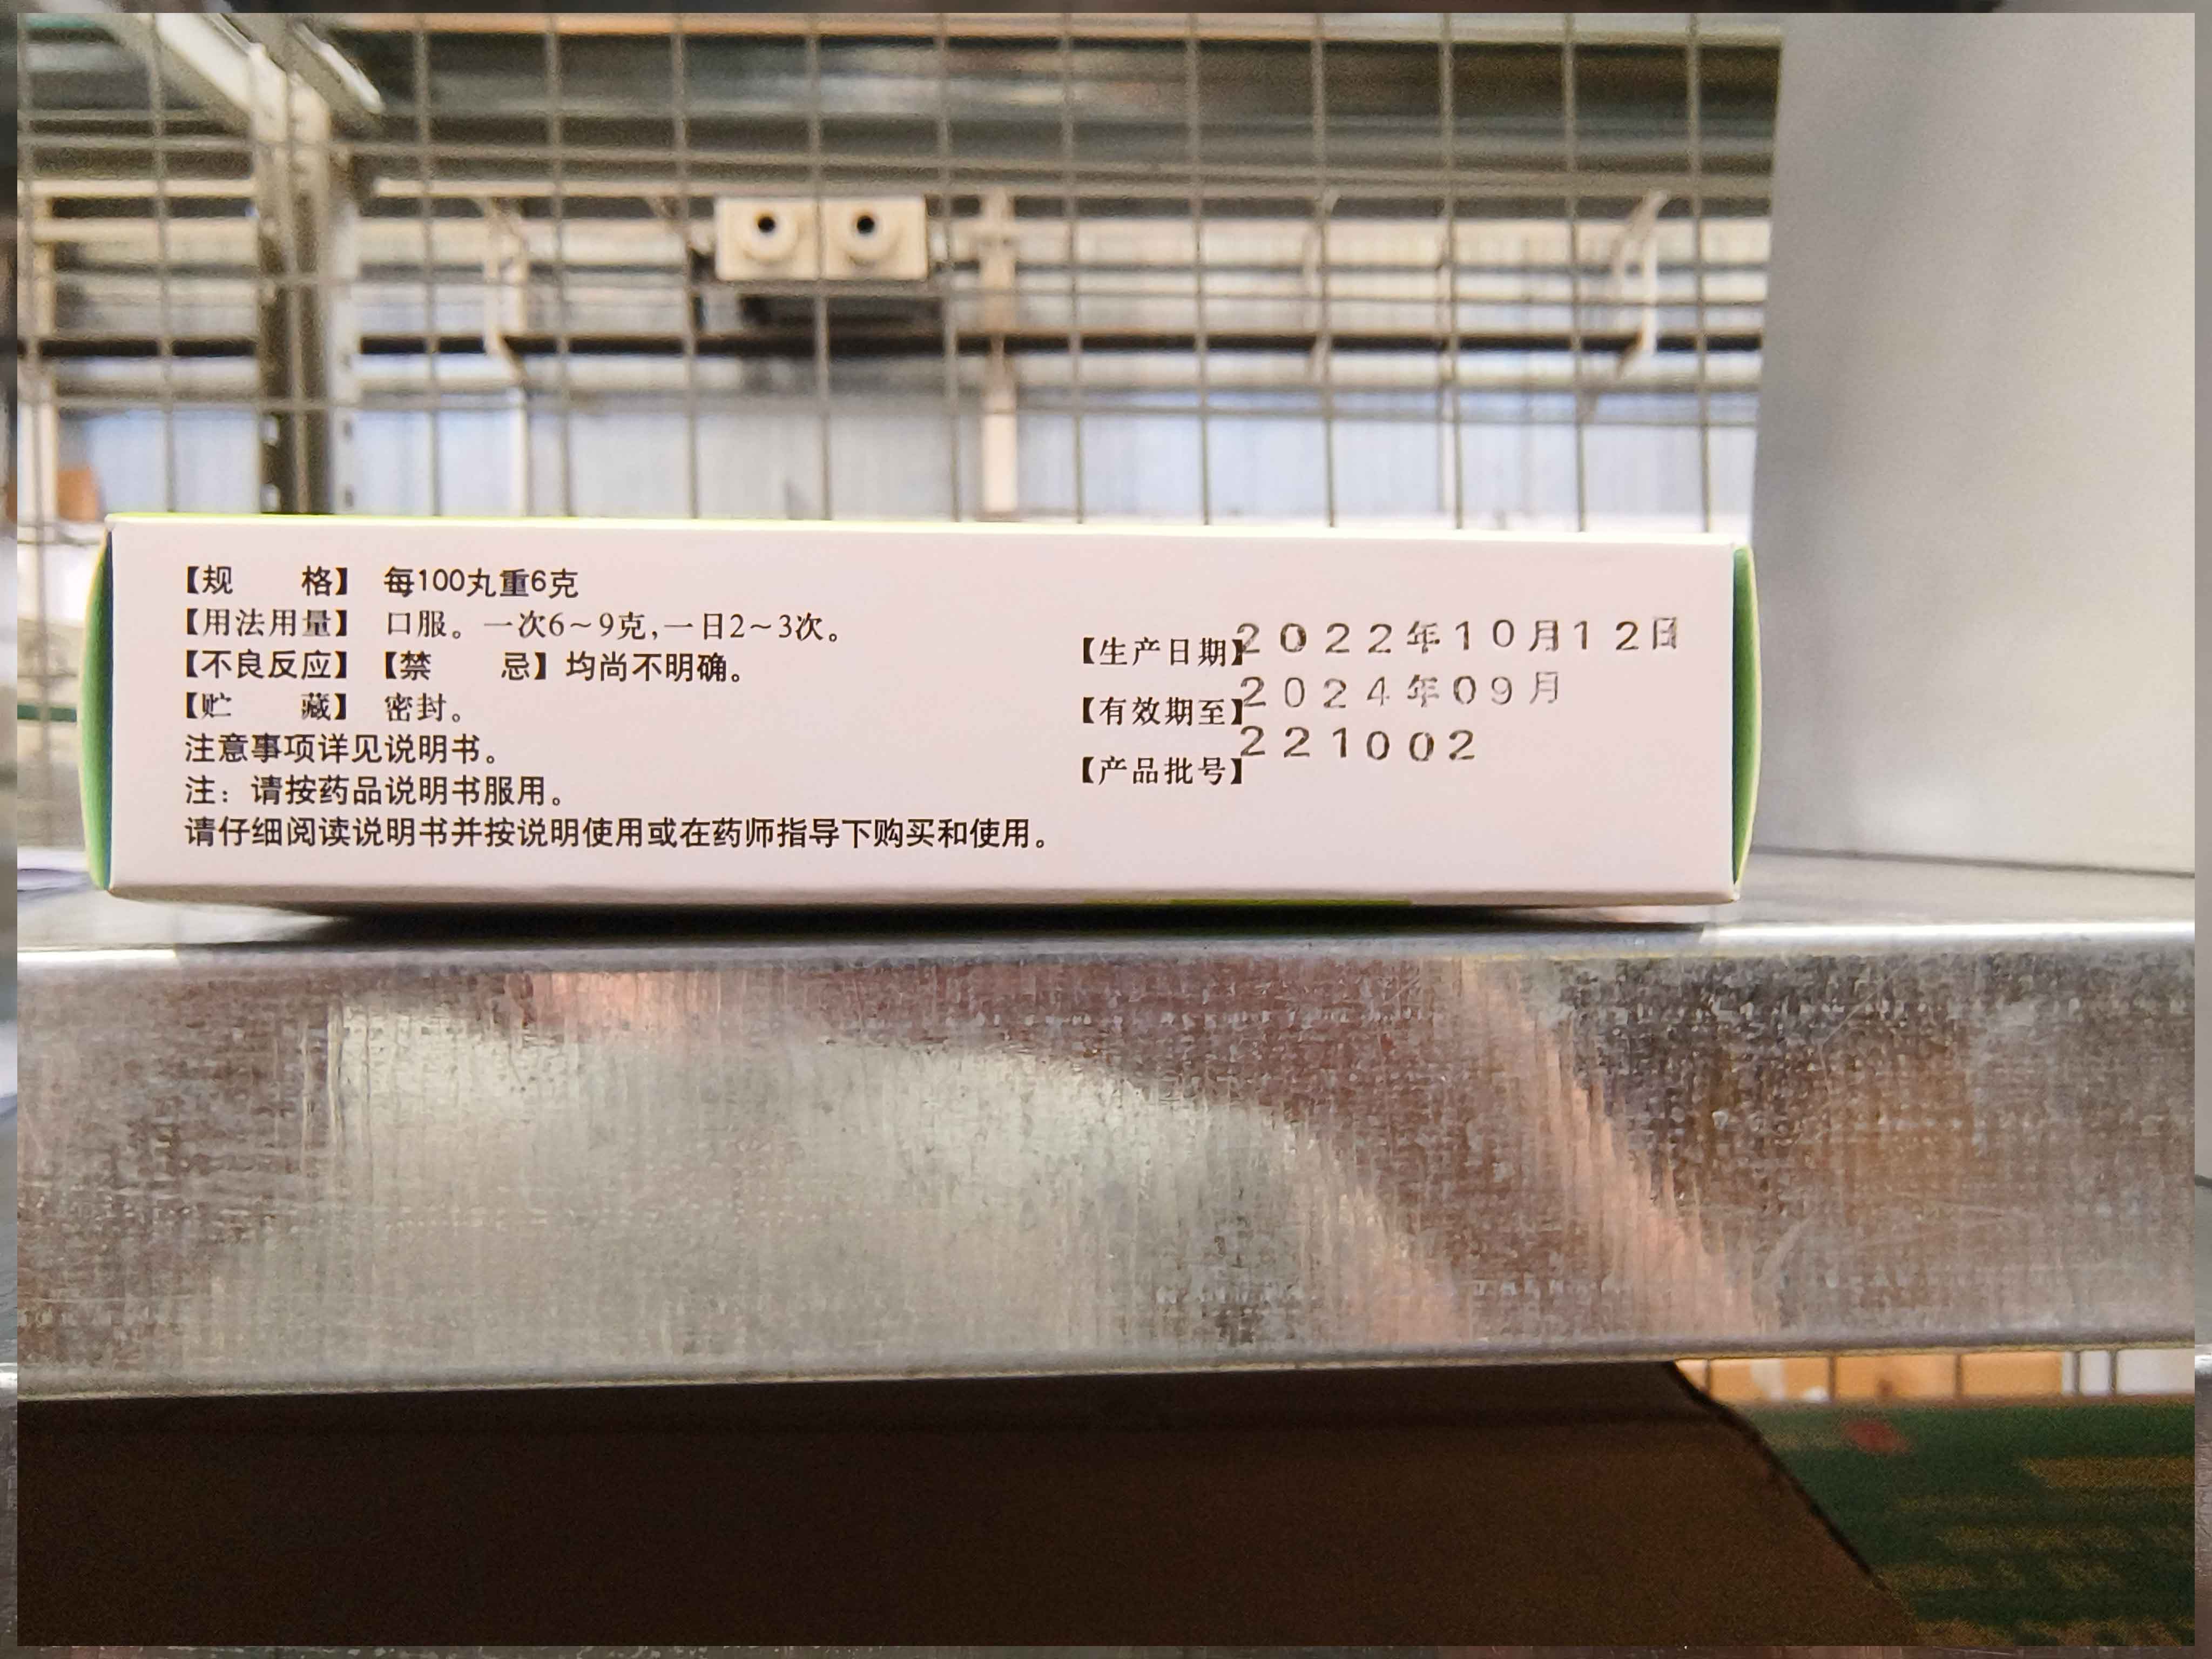 【规　　格】 每100丸重6克
【用法用量】 口服。一次6～9克,一日2～3次。
【不良反应】【禁　　忌】均尚不明确。
【贮　　藏】 密封。
注意事项详见说明书。
注：请按药品说明书服用。
请仔细阅读说明书并按说明使用或在药师指导下购买和使用。
【生产日期】2022年10月12日
【有效期至】2024年09月
【产品批号】221002